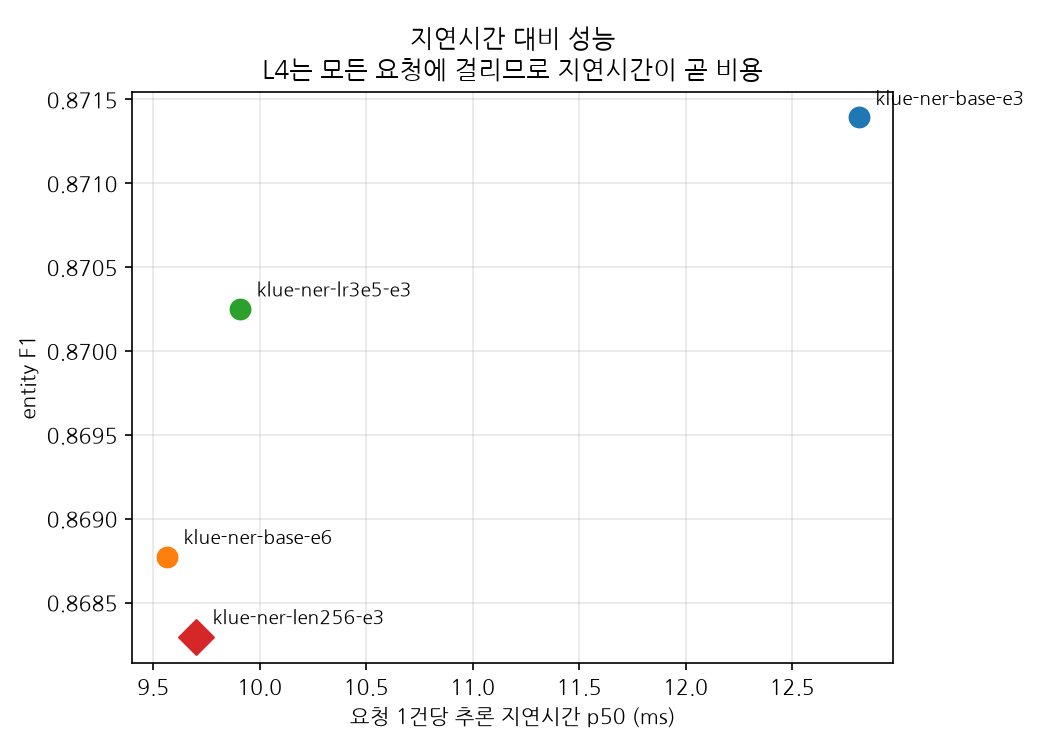 지연시간 대비 성능
L4는 모든 요청에 걸리므로 지연시간이 곧 비용
0.8715
klue-ner-base-e3
0.8710
0.8705
klue-ner-lr3e5-e3
0.8700
entity F1
0.8695
0.8690
klue-ner-base-e6
0.8685
klue-ner-len256-e3
9.5 10.0 10.5 11.0 11.5 12.0 12.5
요청 1건당 추론 지연시간 p50 (ms)